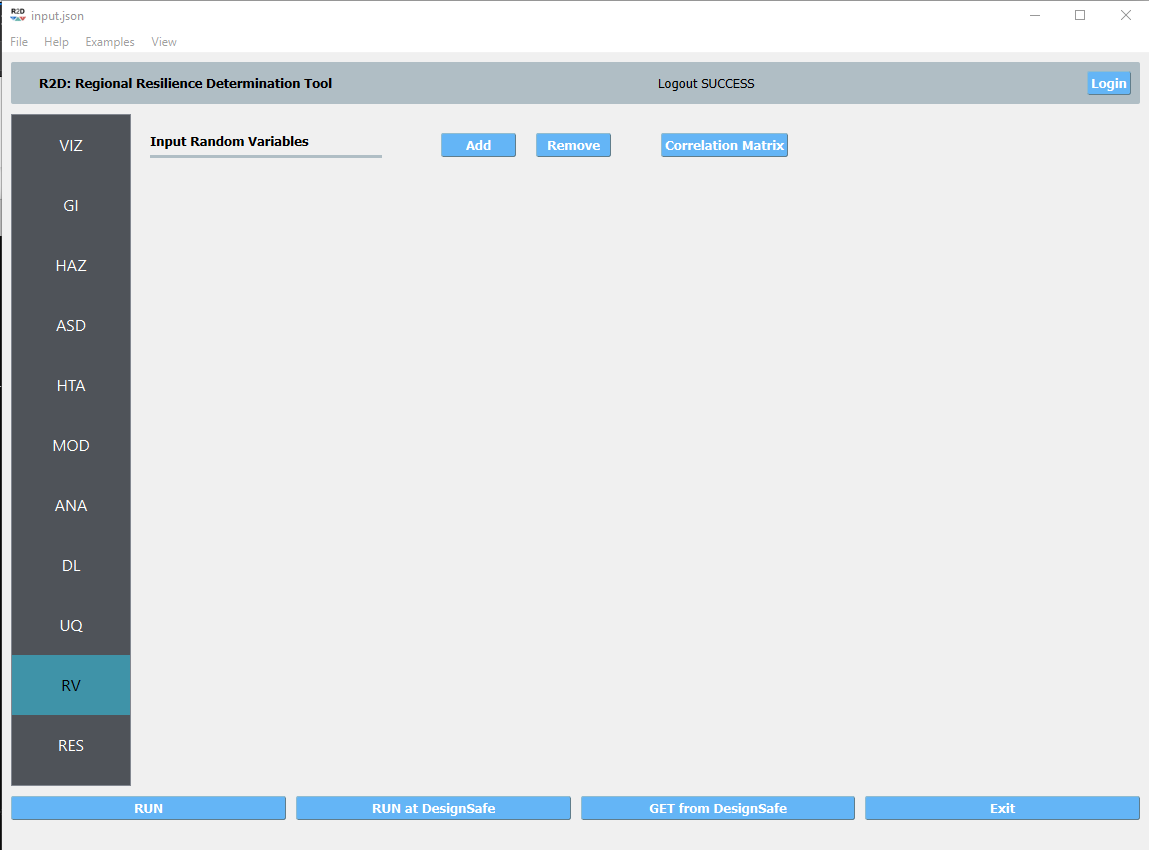 R2D input.json
File Help Examples View
R2D: Regional Resilience Determination Tool Logout SUCCESS Login
VIZ
GI
HAZ
ASD
HTA
MOD
ANA
DL
UQ
RV
RES
Input Random Variables Add Remove Correlation Matrix
RUN RUN at DesignSafe GET from DesignSafe Exit